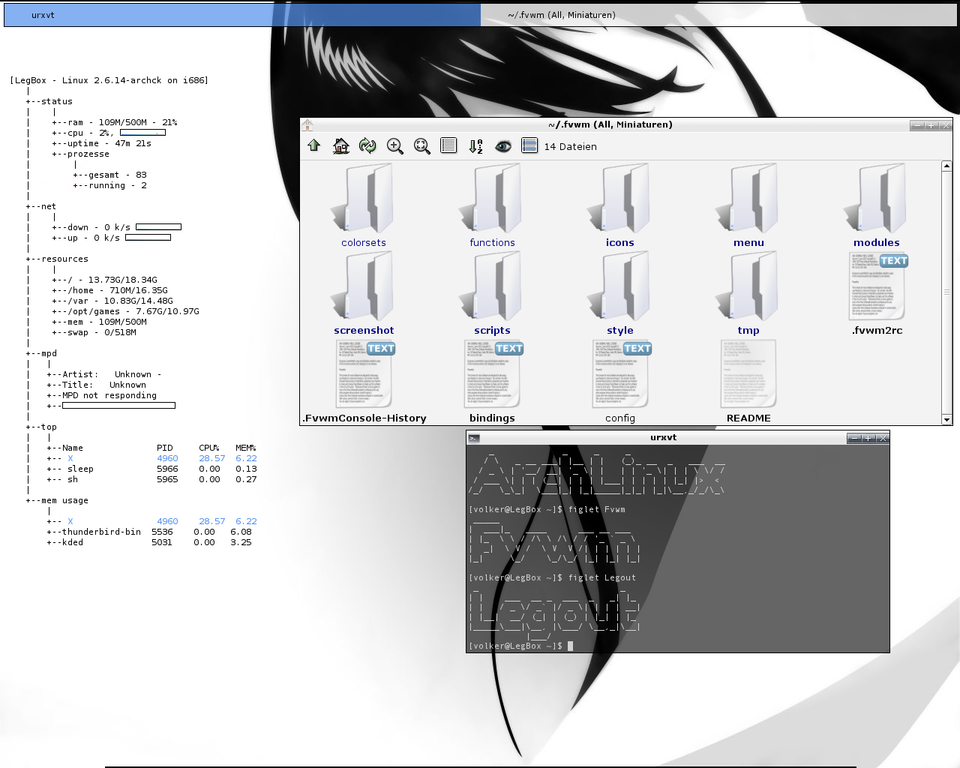 urxvt
~/.fvwm (All, Miniaturen)
[LegBox - Linux 2.6.14-archck on i686]
+--status
+--ram - 109M/500M - 21%
+--cpu - 2%,
+--uptime - 47m 21s
+--prozesse
+--gesamt - 83
+--running - 2
+--net
+--down - 0 k/s
+--up - 0 k/s
+--resources
+--/ - 13.73G/18.34G
+--/home - 710M/16.35G
+--/var - 10.83G/14.48G
+--/opt/games - 7.67G/10.97G
+--mem - 109M/500M
+--swap - 0/518M
+--mpd
+--Artist: Unknown -
+--Title: Unknown
+--MPD not responding
+--
+--top
+--Name PID CPU% MEM%
+-- X 4960 28.57 6.22
+-- sleep 5966 0.00 0.13
+-- sh 5965 0.00 0.27
+--mem usage
+-- X 4960 28.57 6.22
+--thunderbird-bin 5536 0.00 6.08
+--kded 5031 0.00 3.25
~/.fvwm (All, Miniaturen)
14 Dateien
colorsets functions icons menu modules
TEXT
screenshot scripts style tmp .fvwm2rc
TEXT TEXT TEXT
.FvwmConsole-History bindings config README
urxvt
ArchLinux
[volker@LegBox ~]$ figlet Fvwm
Fvwm
[volker@LegBox ~]$ figlet Legout
Legout
[volker@LegBox ~]$